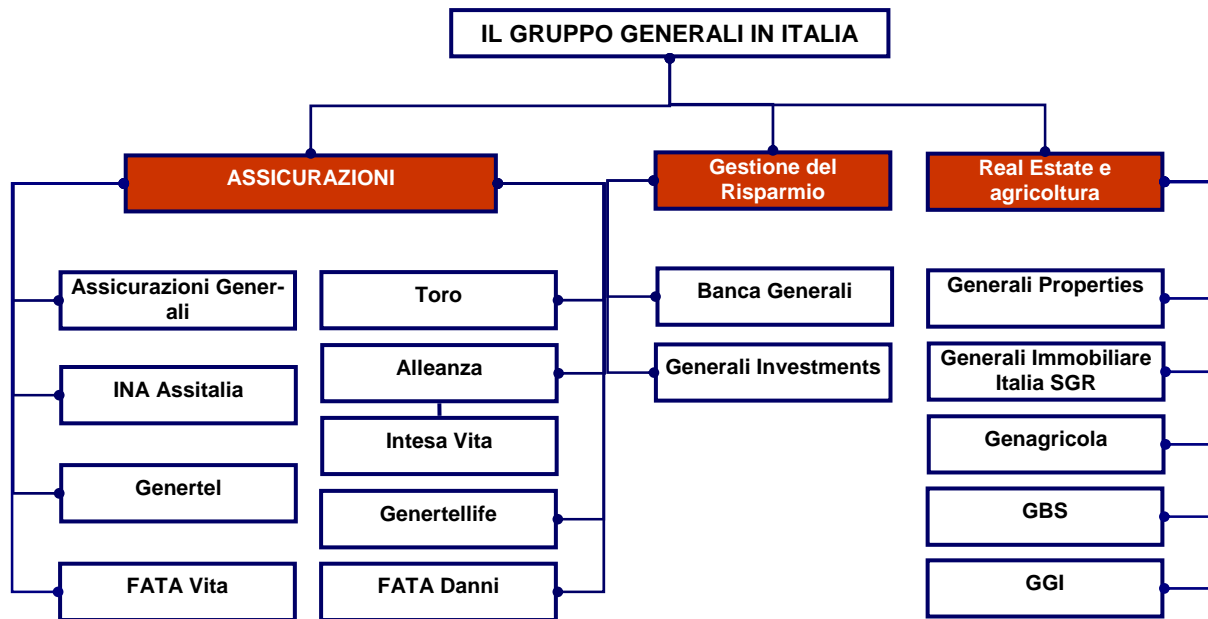 IL GRUPPO GENERALI IN ITALIA
ASSICURAZIONI
Gestione del
Risparmio
Real Estate e
agricoltura
Assicurazioni Gener-
ali
INA Assitalia
Genertel
FATA Vita
Toro
Alleanza
Intesa Vita
Genertellife
FATA Danni
Banca Generali
Generali Investments
Generali Properties
Generali Immobiliare
Italia SGR
Genagricola
GBS
GGI